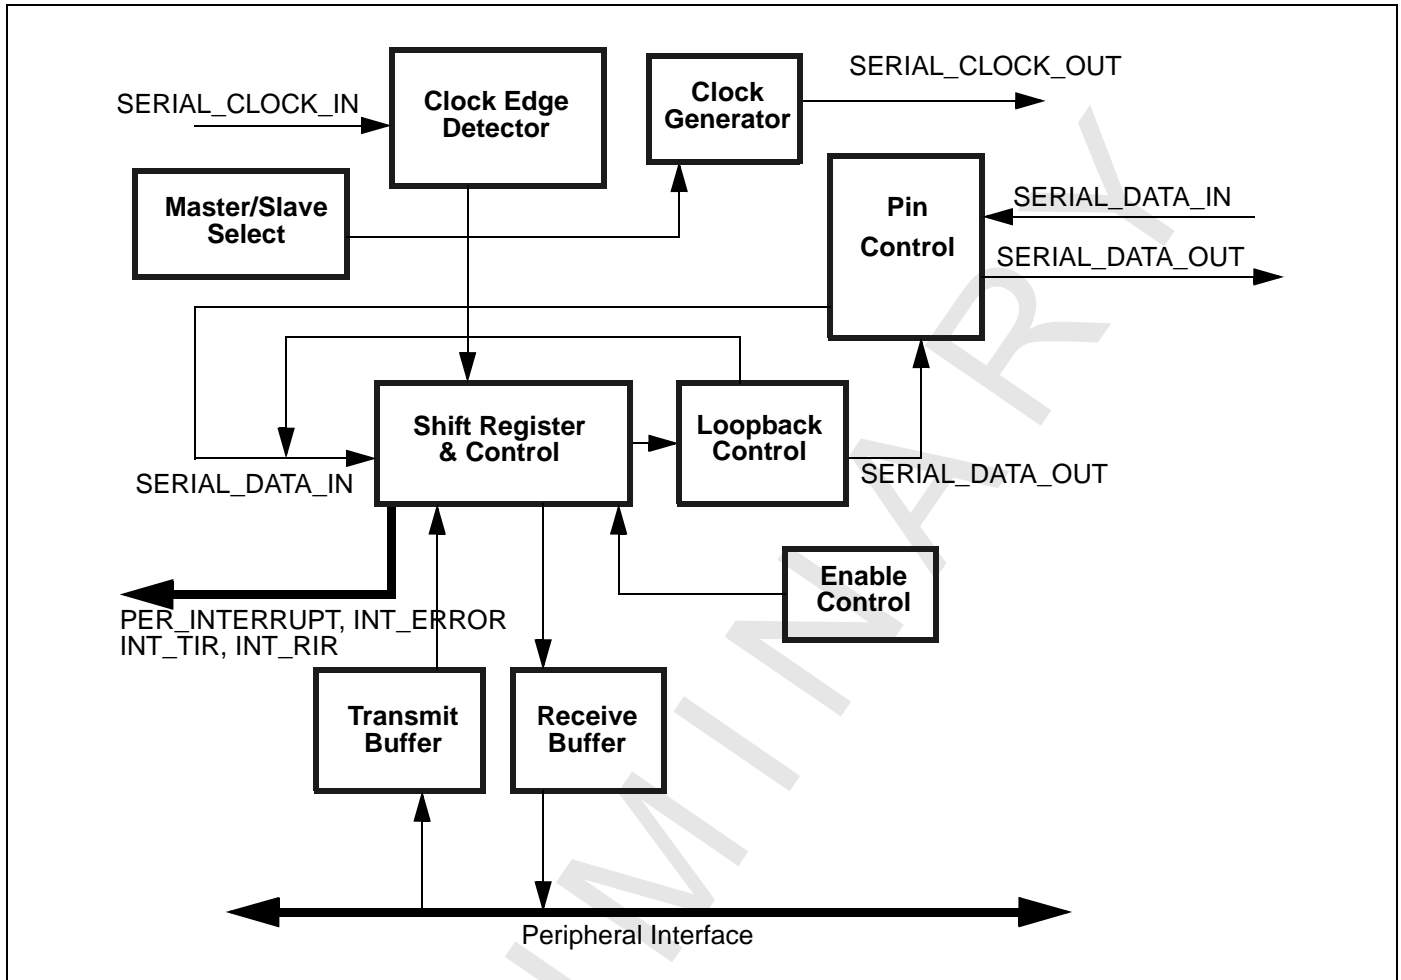 SERIAL_CLOCK_IN
Clock Edge
Detector
Clock
Generator
SERIAL_CLOCK_OUT
Master/Slave
Select
Pin
Control
SERIAL_DATA_IN
SERIAL_DATA_OUT
Shift Register
& Control
Loopback
Control
SERIAL_DATA_IN
SERIAL_DATA_OUT
Enable
Control
PER_INTERRUPT, INT_ERROR
INT_TIR, INT_RIR
Transmit
Buffer
Receive
Buffer
Peripheral Interface
IMINARY